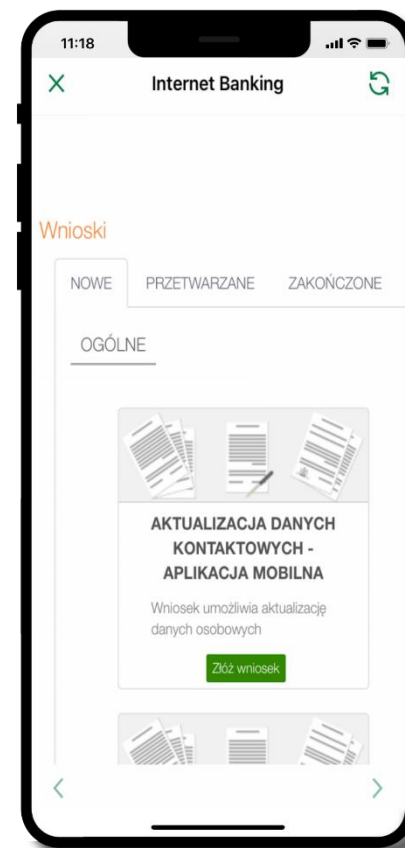 11:18
Internet Banking
Wnioski
NOWE PRZETWARZANE ZAKOŃCZONE
OGÓLNE
AKTUALIZACJA DANYCH
KONTAKTOWYCH -
APLIKACJA MOBILNA
Wniosek umożliwia aktualizację
danych osobowych
Złóż wniosek